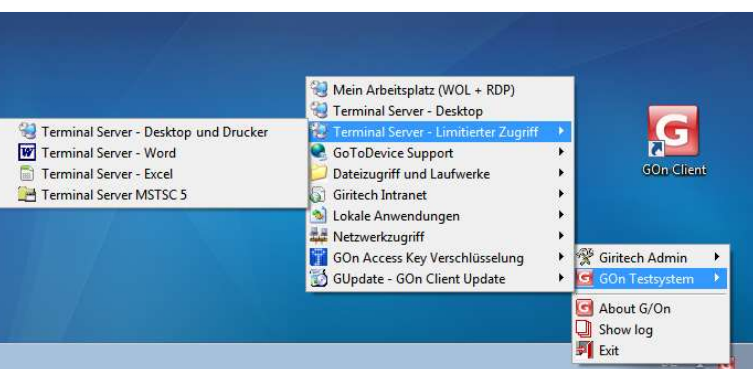 Mein Arbeitsplatz (WOL + RDP)
Terminal Server - Desktop
Terminal Server - Limitierter Zugriff
GoToDevice Support
Dateizugriff und Laufwerke
Giritech Intranet
Lokale Anwendungen
Netzwerkzugriff
GOn Access Key Verschlüsselung
GUpdate - GOn Client Update
Terminal Server - Desktop und Drucker
Terminal Server - Word
Terminal Server - Excel
Terminal Server MSTSC 5
G
GOn Client
Giritech Admin
GOn Testsystem
About G/On
Show log
Exit